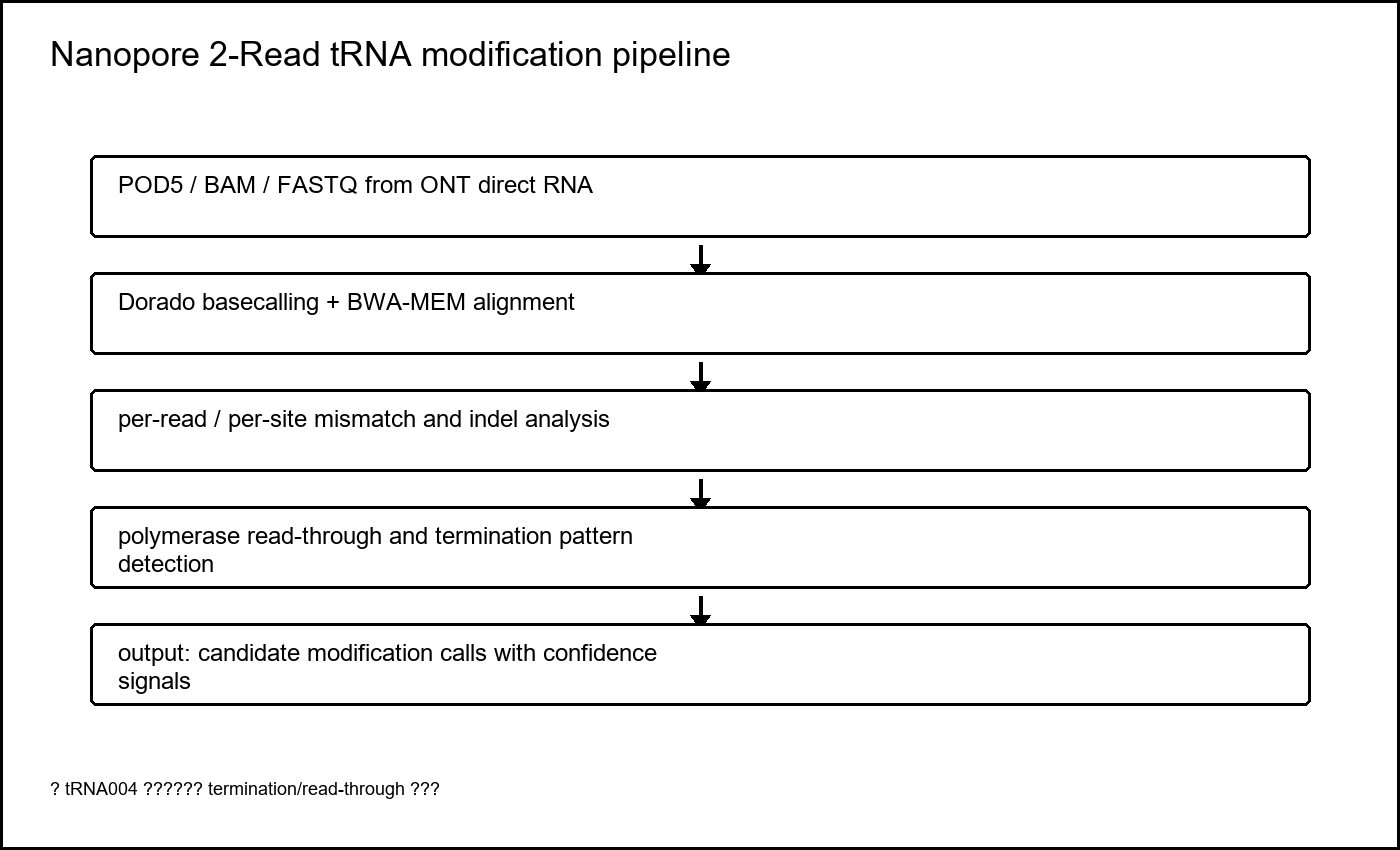 Nanopore 2-Read tRNA modification pipeline
POD5 / BAM / FASTQ from ONT direct RNA
Dorado basecalling + BWA-MEM alignment
per-read / per-site mismatch and indel analysis
polymerase read-through and termination pattern
detection
output: candidate modification calls with confidence
signals
? tRNA004 ?????? termination/read-through ???